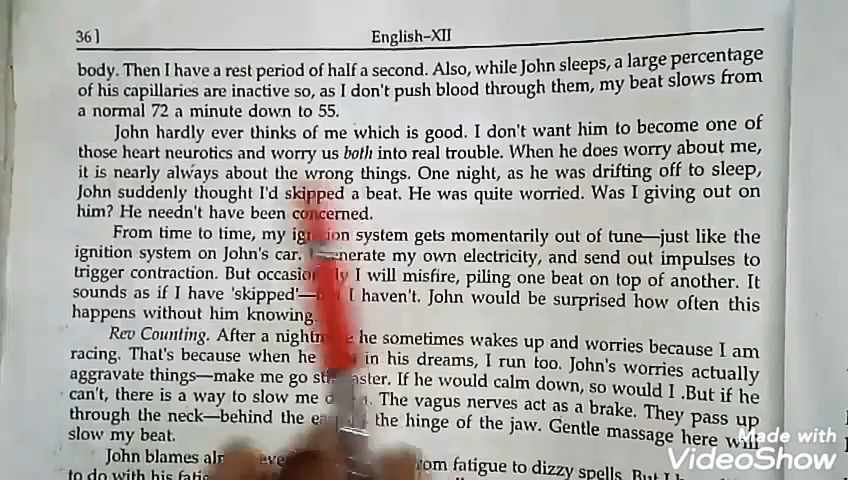 36]
English–XII
body. Then I have a rest period of half a second. Also, while John sleeps, a large percentage
of his capillaries are inactive so, as I don't push blood through them, my beat slows from
a normal 72 a minute down to 55.
John hardly ever thinks of me which is good. I don't want him to become one of
those heart neurotics and worry us both into real trouble. When he does worry about me,
it is nearly always about the wrong things. One night, as he was drifting off to sleep,
John suddenly thought I'd skipped a beat. He was quite worried. Was I giving out on
him? He needn't have been concerned.
From time to time, my ignition system gets momentarily out of tune—just like the
ignition system on John's car. I generate my own electricity, and send out impulses to
trigger contraction. But occasionally I will misfire, piling one beat on top of another. It
sounds as if I have 'skipped'— I haven't. John would be surprised how often this
happens without him knowing.
Rev Counting. After a nightmare he sometimes wakes up and worries because I am
racing. That's because when he in his dreams, I run too. John's worries actually
aggravate things—make me go still faster. If he would calm down, so would I .But if he
can't, there is a way to slow me The vagus nerves act as a brake. They pass up
through the neck—behind the the hinge of the jaw. Gentle massage here will
slow my beat.
John blames from fatigue to dizzy spells. But I
to do with his
Made with
VideoShow